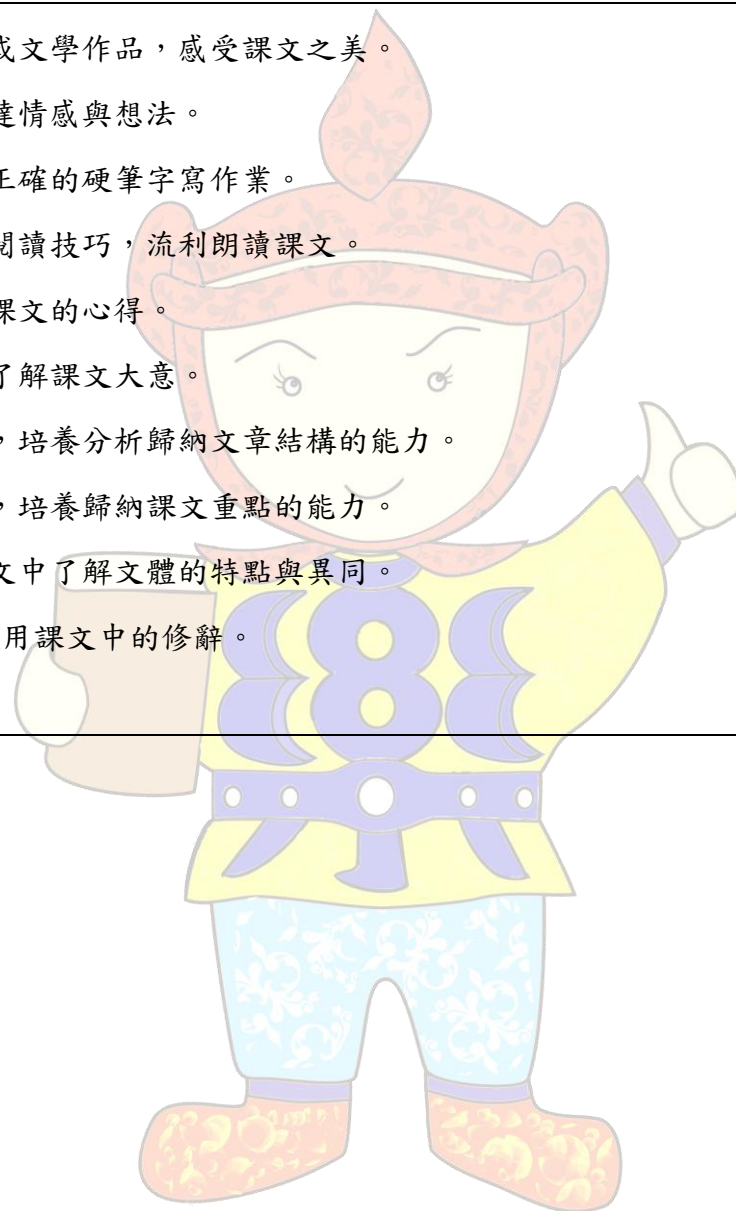 或文學作品，感受課文之美。
達情感與想法。
正確的硬筆字寫作業。
閱讀技巧，流利朗讀課文。
課文的心得。
了解課文大意。
，培養分析歸納文章結構的能力。
，培養歸納課文重點的能力。
文中了解文體的特點與異同。
用課文中的修辭。